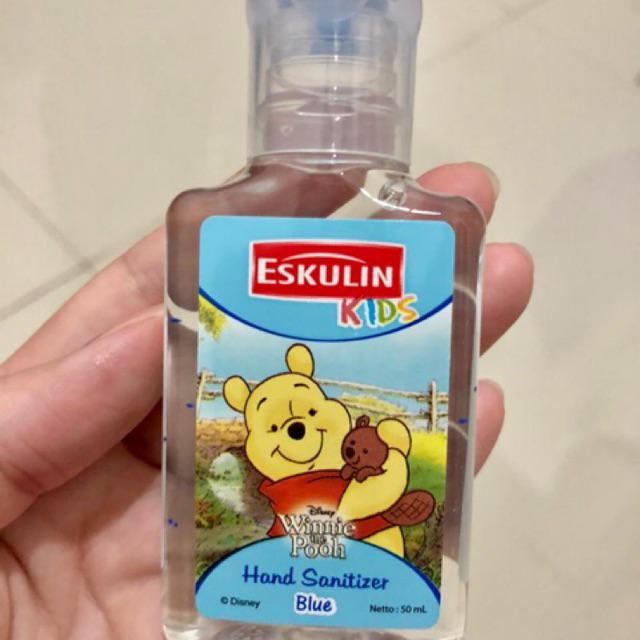 ESKULIN
KIDS
Disney
Winnie
the
Pooh
Hand Sanitizer
© Disney
Blue
Netto : 50 mL